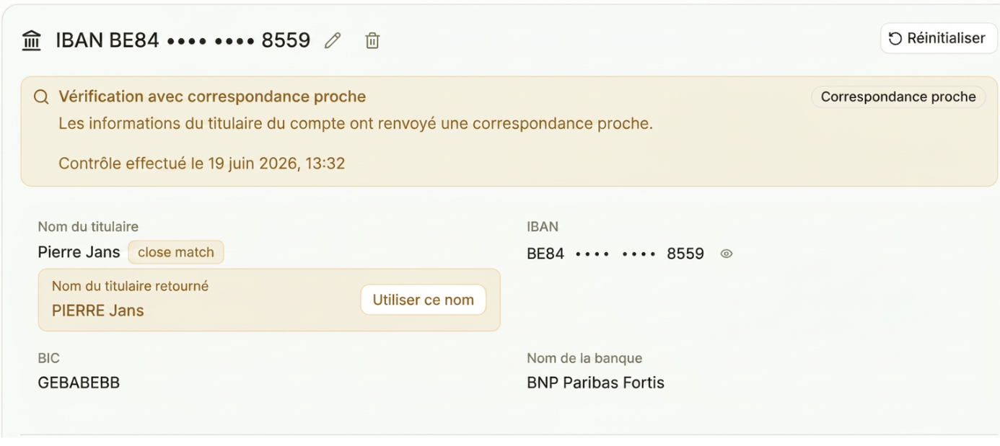 IBAN BE84 •••• •••• 8559
Réinitialiser
Vérification avec correspondance proche
Correspondance proche
Les informations du titulaire du compte ont renvoyé une correspondance proche.
Contrôle effectué le 19 juin 2026, 13:32
Nom du titulaire
Pierre Jans close match
Nom du titulaire retourné
PIERRE Jans
Utiliser ce nom
IBAN
BE84 •••• •••• 8559
BIC
GEBABEBB
Nom de la banque
BNP Paribas Fortis